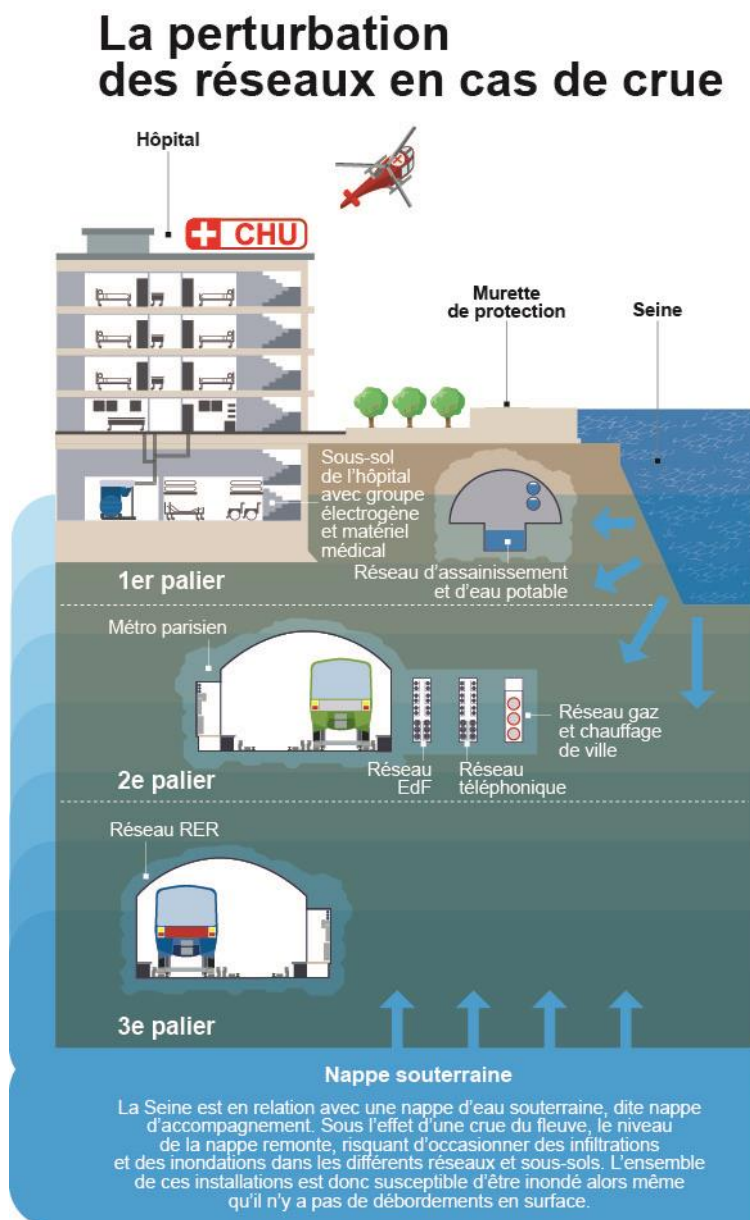 La perturbation
des réseaux en cas de crue
Hôpital
CHU
Murette
de protection
Seine
Sous-sol
de l'hôpital
avec groupe
électrogène
et matériel
médical
Réseau d'assainissement
et d'eau potable
1er palier
Métro parisien
Réseau gaz
et chauffage
de ville
Réseau
EdF
Réseau
téléphonique
2e palier
Réseau RER
3e palier
Nappe souterraine
La Seine est en relation avec une nappe d'eau souterraine, dite nappe
d'accompagnement. Sous l'effet d'une crue du fleuve, le niveau
de la nappe remonte, risquant d'occasionner des infiltrations
et des inondations dans les différents réseaux et sous-sols. L'ensemble
de ces installations est donc susceptible d'être inondé alors même
qu'il n'y a pas de débordements en surface.